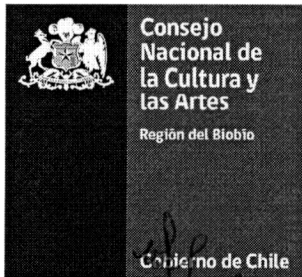 Consejo
Nacional de
la Cultura y
las Artes
Región del Biobio
Gobierno de Chile